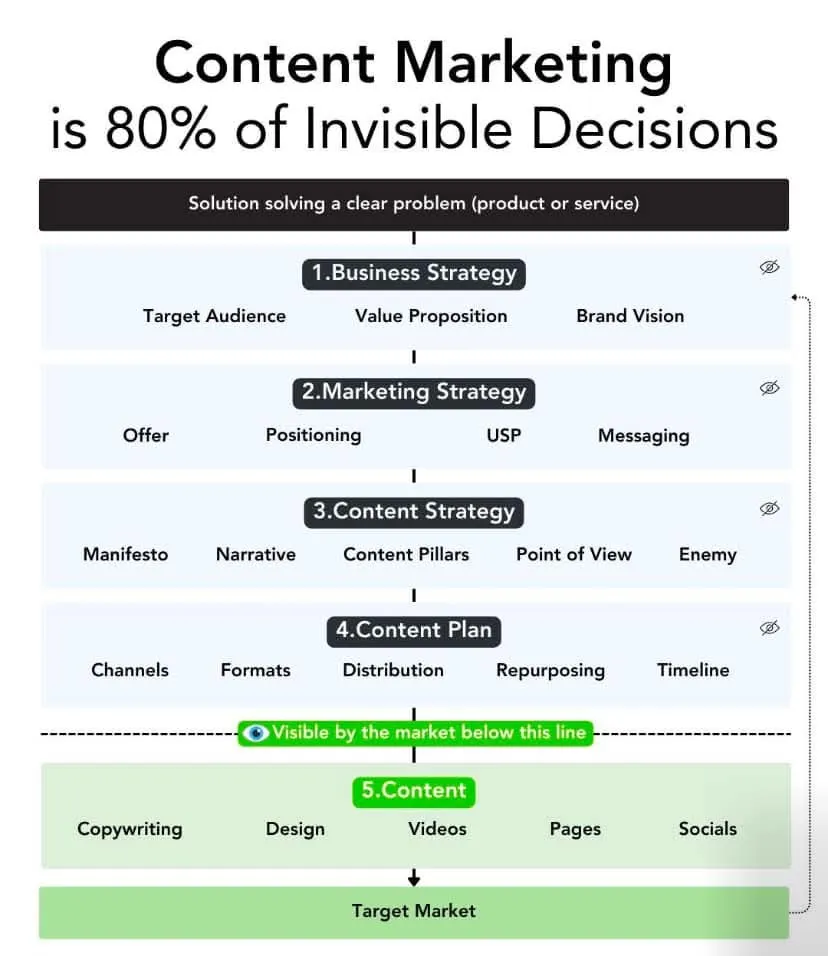 Content Marketing
is 80% of Invisible Decisions
Solution solving a clear problem (product or service)
1.Business Strategy
Target Audience Value Proposition Brand Vision
2.Marketing Strategy
Offer Positioning USP Messaging
3.Content Strategy
Manifesto Narrative Content Pillars Point of View Enemy
4.Content Plan
Channels Formats Distribution Repurposing Timeline
Visible by the market below this line
5.Content
Copywriting Design Videos Pages Socials
Target Market